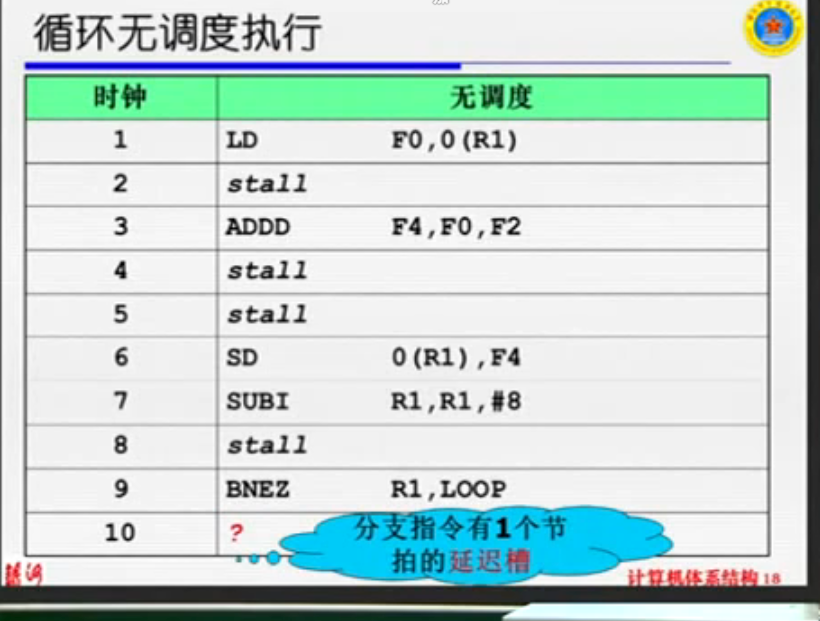 循环无调度执行
时钟 无调度
1 LD F0,0(R1)
2 stall
3 ADDD F4,F0,F2
4 stall
5 stall
6 SD 0(R1),F4
7 SUBI R1,R1,#8
8 stall
9 BNEZ R1,LOOP
10 ?
分支指令有1个节
拍的延迟槽
计算机体系结构 18